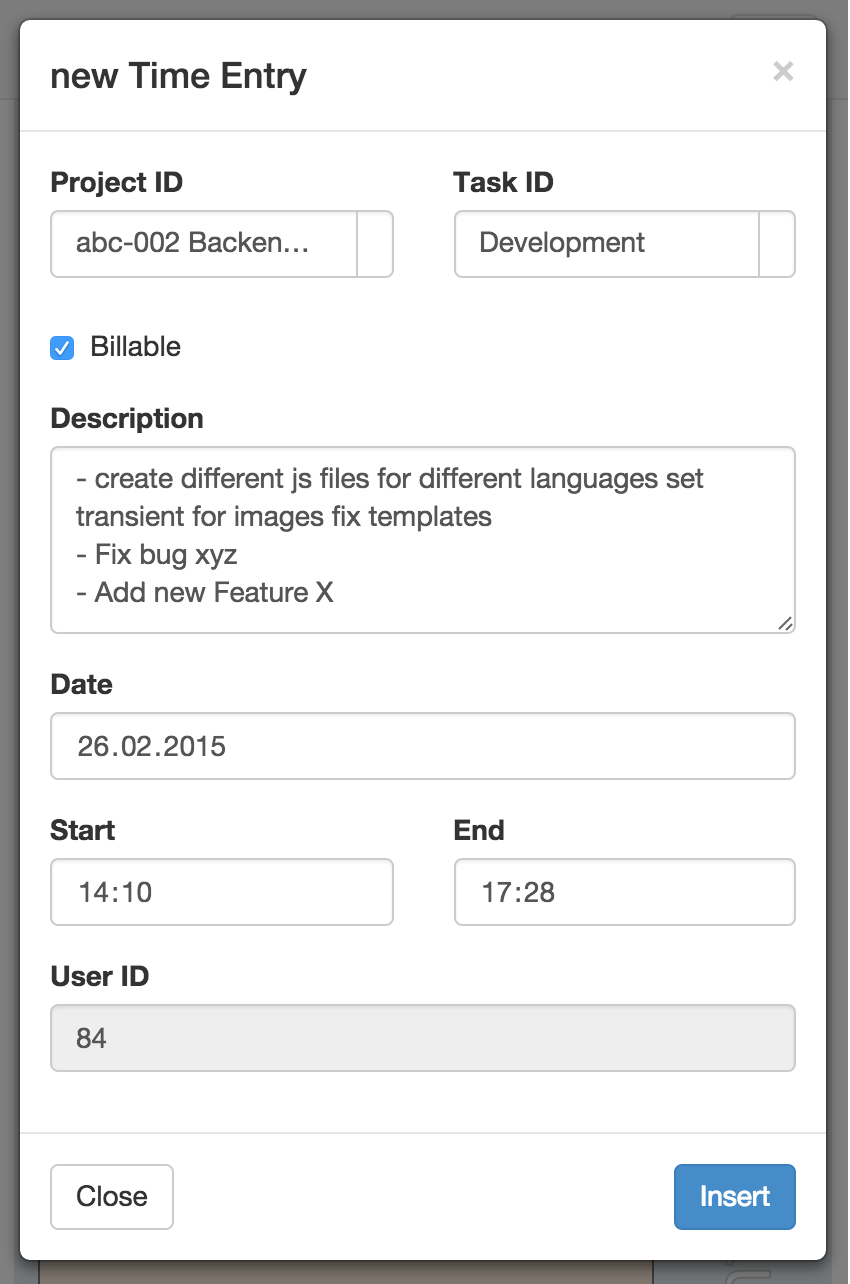 new Time Entry ×
Project ID Task ID
abc-002 Backen... Development
Billable
Description
- create different js files for different languages set
transient for images fix templates
- Fix bug xyz
- Add new Feature X
Date
26.02.2015
Start End
14:10 17:28
User ID
84
Close Insert